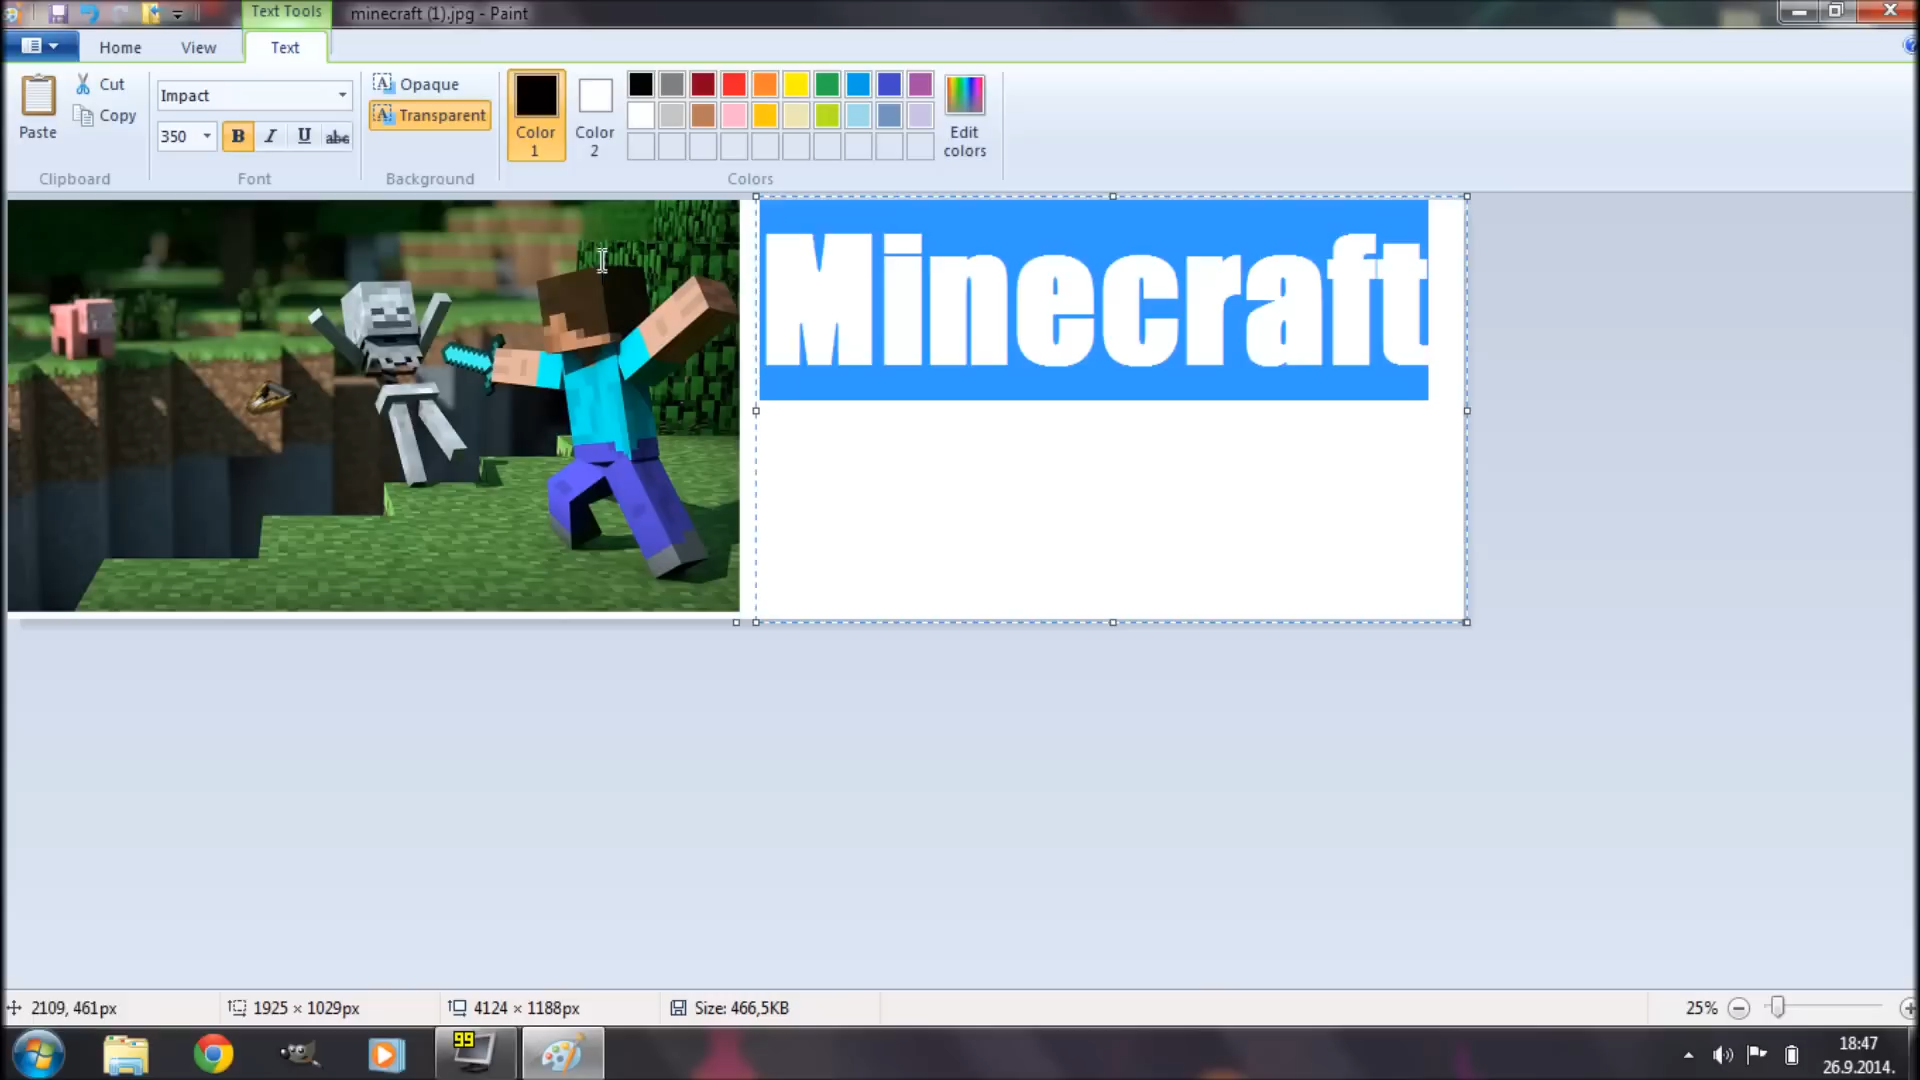 Text Tools
minecraft (1).jpg - Paint
Home
View
Text
Paste
Cut
Copy
Clipboard
Impact
350
B
I
U
abc
Font
A Opaque
A Transparent
Background
Color 1
Color 2
Edit colors
Colors
Minecraft
2109, 461px
1925 × 1029px
4124 × 1188px
Size: 466,5KB
25%
99
18:47
26.9.2014.